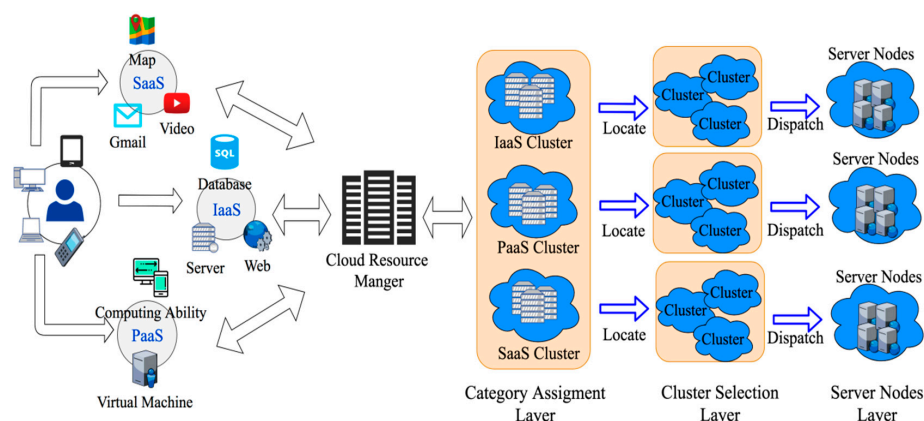 Map
SaaS
Gmail
Video
SQL
Database
IaaS
Server
Web
Computing Ability
PaaS
Virtual Machine
Cloud Resource
Manger
IaaS Cluster
PaaS Cluster
SaaS Cluster
Category Assigment
Layer
Locate
Locate
Locate
Cluster
Cluster
Cluster
Cluster
Cluster
Cluster
Cluster
Cluster
Cluster
Cluster Selection
Layer
Dispatch
Dispatch
Dispatch
Server Nodes
Server Nodes
Server Nodes
Server Nodes
Layer